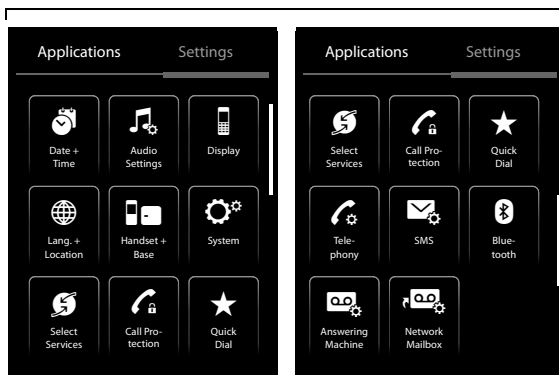 Applications Settings
Date +
Time
Audio
Settings
Display
Lang. +
Location
Handset +
Base
System
Select
Services
Call Pro-
tection
Quick
Dial
Applications Settings
Select
Services
Call Pro-
tection
Quick
Dial
Tele-
phony
SMS
Blue-
tooth
Answering
Machine
Network
Mailbox